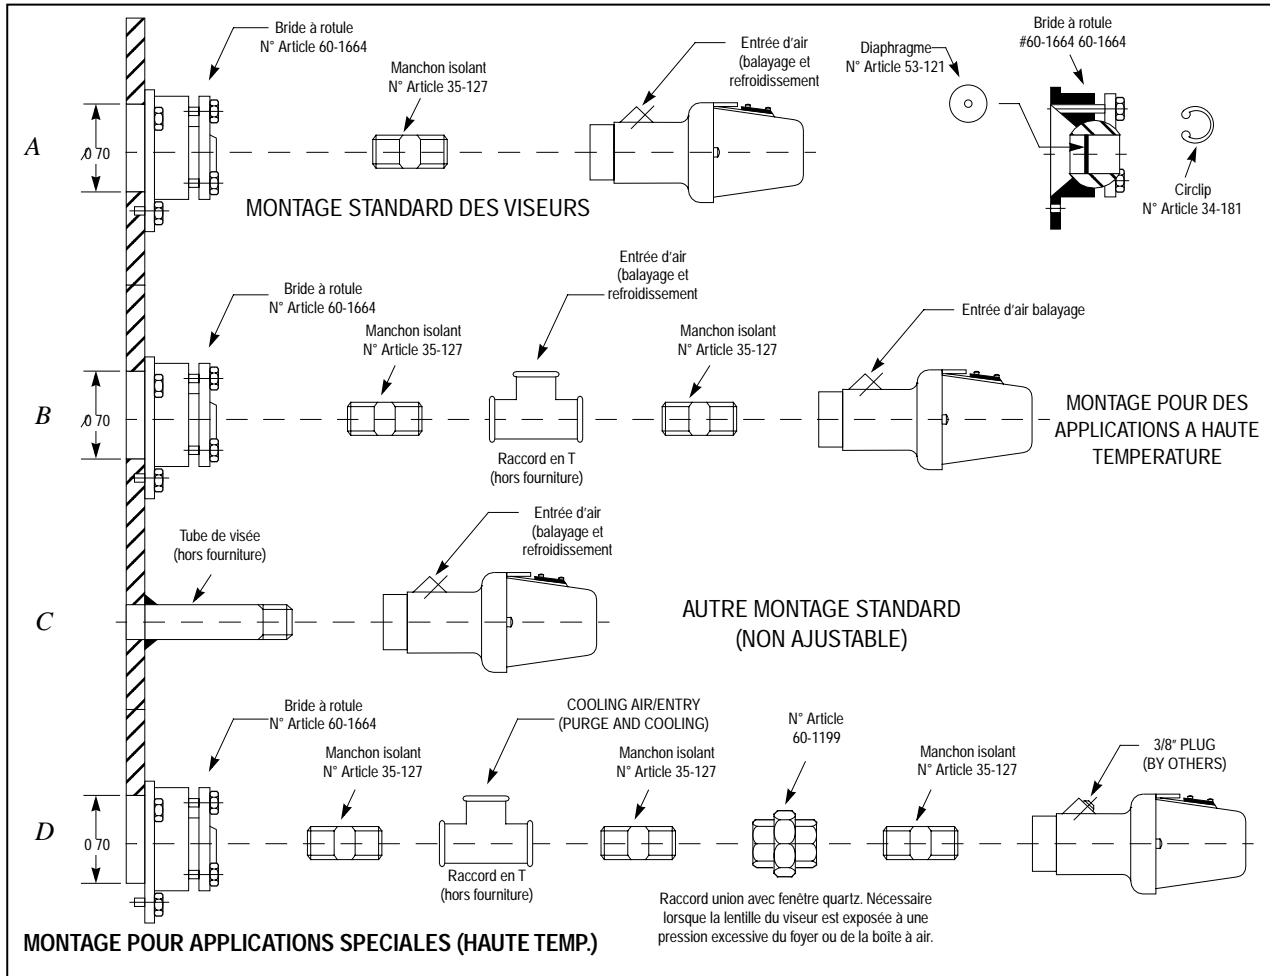 Bride à rotule
N° Article 60-1664
Manchon isolant
N° Article 35-127
Entrée d'air
(balayage et
refroidissement
Diaphragme
N° Article 53-121
Bride à rotule
#60-1664 60-1664
Circlip
N° Article 34-181
A
Ø 70
MONTAGE STANDARD DES VISEURS
Bride à rotule
N° Article 60-1664
Manchon isolant
N° Article 35-127
Entrée d'air
(balayage et
refroidissement
Manchon isolant
N° Article 35-127
Entrée d'air balayage
B
Ø 70
Raccord en T
(hors fourniture)
MONTAGE POUR DES
APPLICATIONS A HAUTE
TEMPERATURE
Tube de visée
(hors fourniture)
Entrée d'air
(balayage et
refroidissement
C
AUTRE MONTAGE STANDARD
(NON AJUSTABLE)
Bride à rotule
N° Article 60-1664
Manchon isolant
N° Article 35-127
COOLING AIR/ENTRY
(PURGE AND COOLING)
Manchon isolant
N° Article 35-127
N° Article
60-1199
Manchon isolant
N° Article 35-127
3/8" PLUG
(BY OTHERS)
D
0 70
Raccord en T
(hors fourniture)
Raccord union avec fenêtre quartz. Nécessaire
lorsque la lentille du viseur est exposée à une
pression excessive du foyer ou de la boîte à air.
MONTAGE POUR APPLICATIONS SPECIALES (HAUTE TEMP.)